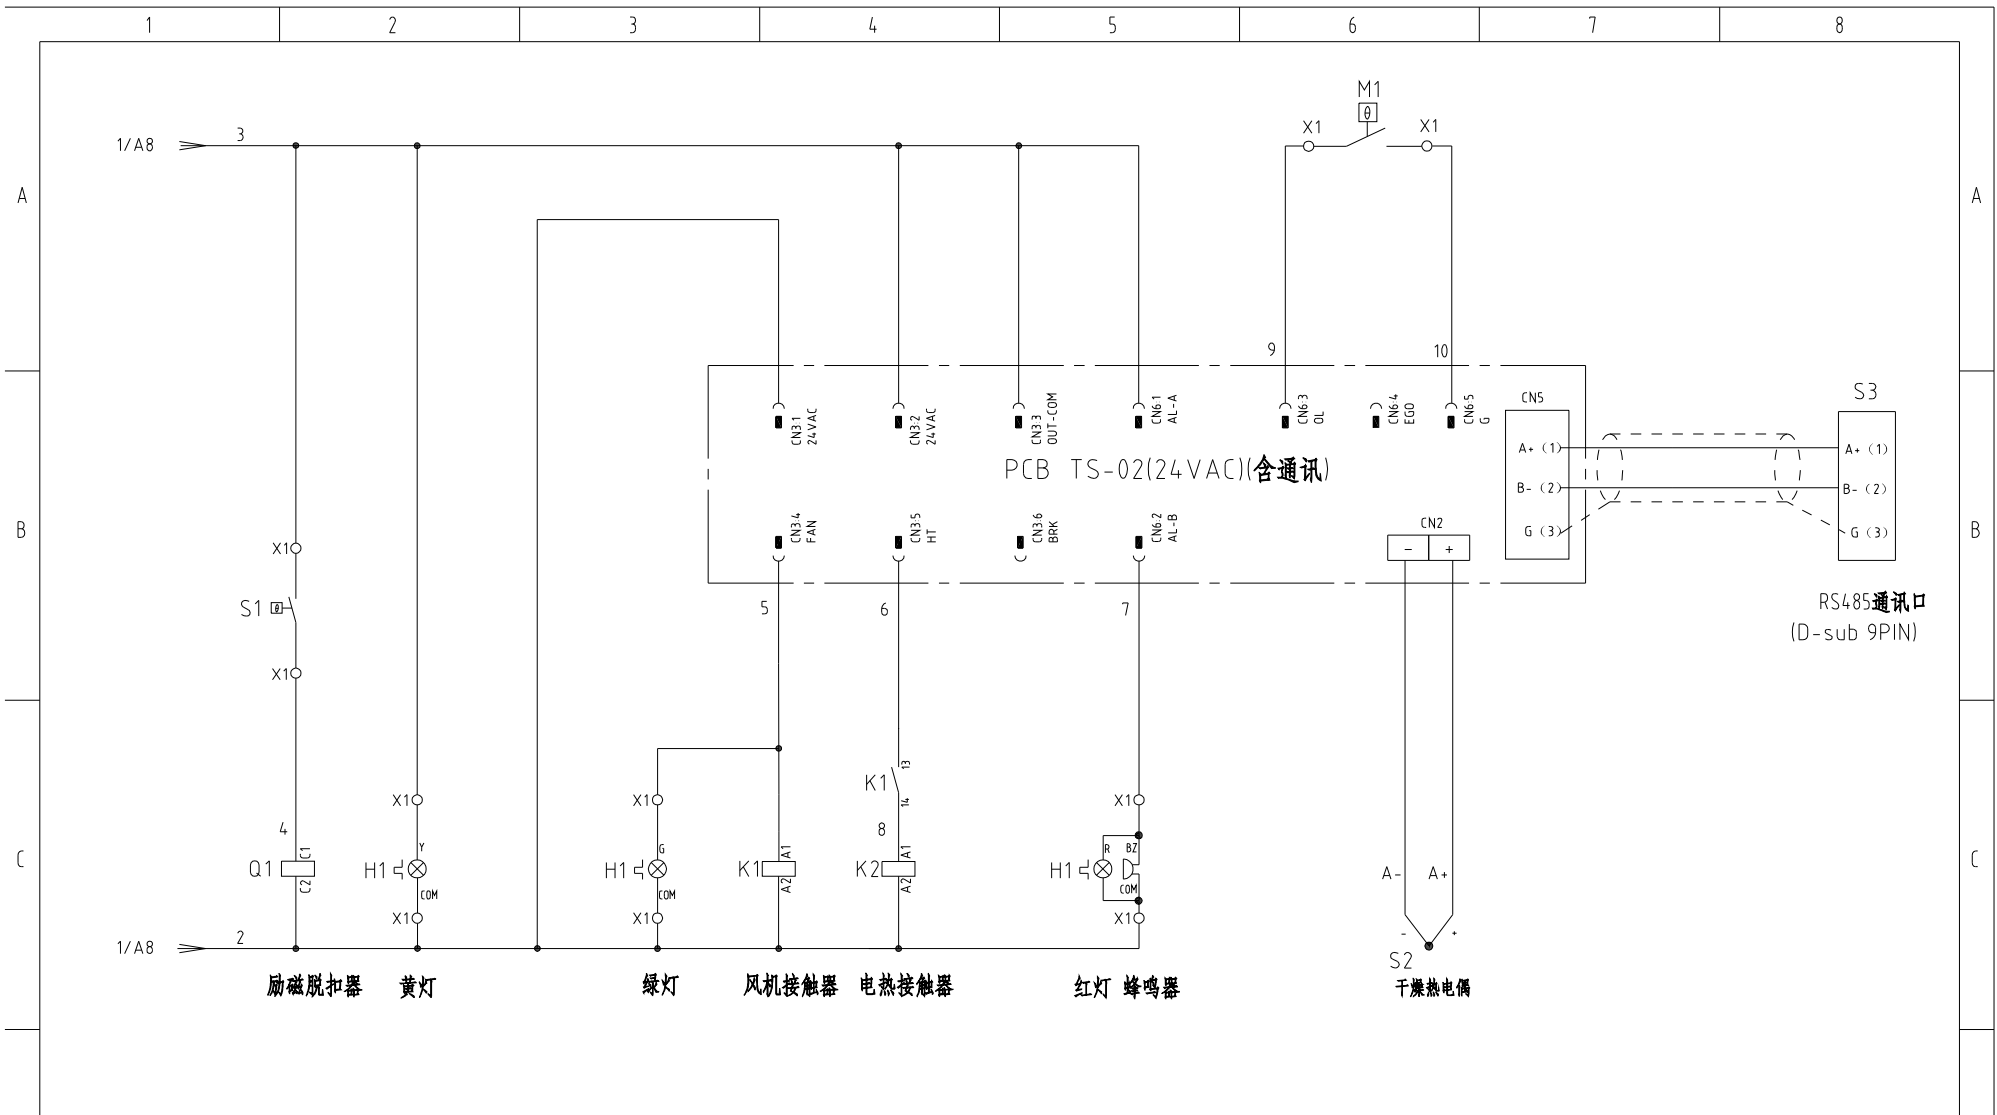 1 2 3 4 5 6 7 8
M1
θ
X1 X1
1/A8 3
A A
9 10
CN3:1 24VAC
CN3:2 24VAC
CN3:3 OUT-COM
CN6:1 AL-A
CN6:3 OL
CN6:4 EGO
CN6:5 G
CN5
S3
A+ (1) A+ (1)
PCB TS-02(24VAC)(含通讯)
B- (2) B- (2)
CN3:4 FAN
CN3:5 HT
CN3:6 BRK
CN6:2 AL-B
CN2
- +
G (3) G (3)
B B
X1
S1 θ
5 6 7
RS485通讯口
(D-sub 9PIN)
X1
K1 13 14
X1 X1 X1
4 8
C C
Q1 C1 C2
H1 Y COM
H1 G COM
K1 A1 A2
K2 A1 A2
H1 R BZ COM
A- A+
X1 X1 X1
- +
1/A8 2
S2
励磁脱扣器 黄灯 绿灯 风机接触器 电热接触器 红灯 蜂鸣器 干燥热电偶